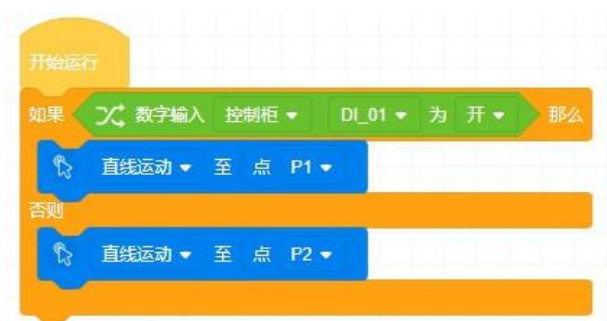 开始运行
如果 数字输入 控制柜 DI_01 为 开 那么
直线运动 至 点 P1
否则
直线运动 至 点 P2